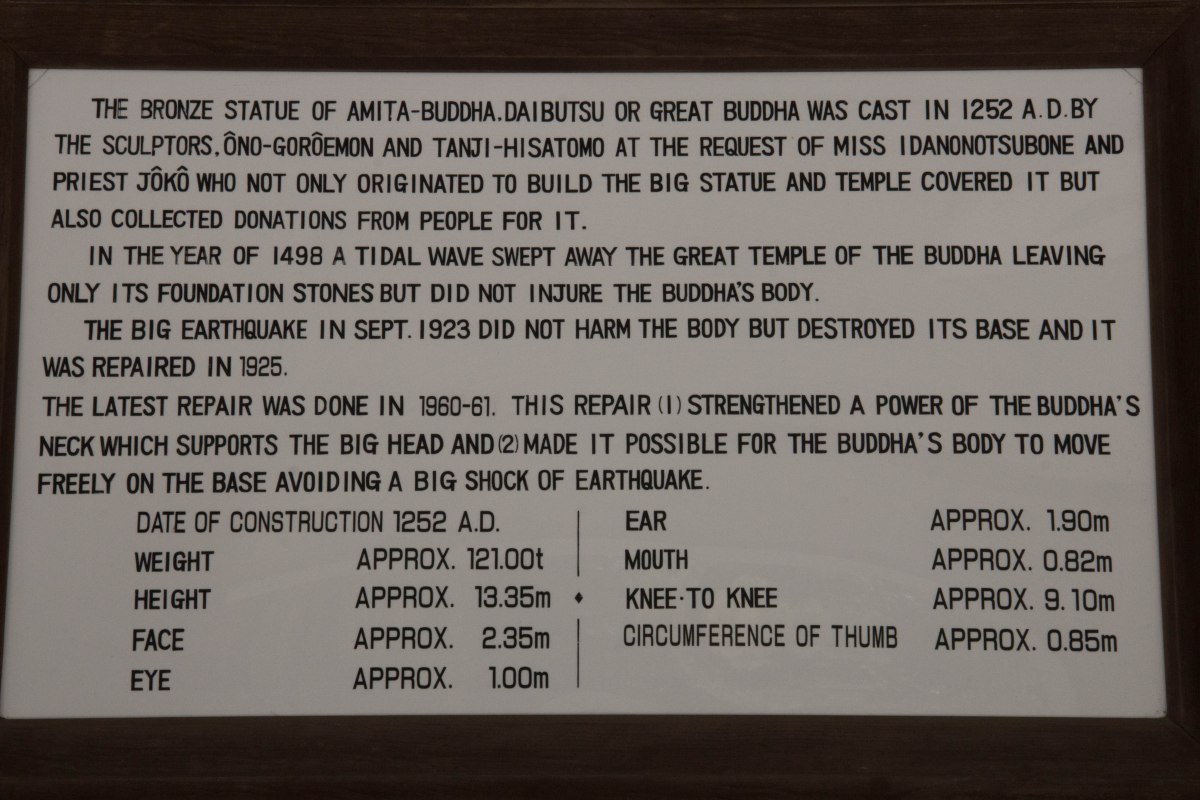 THE BRONZE STATUE OF AMITA-BUDDHA.DAIBUTSU OR GREAT BUDDHA WAS CAST IN 1252 A.D.BY
THE SCULPTORS,ÔNO-GORÔEMON AND TANJI-HISATOMO AT THE REQUEST OF MISS IDANONOTSUBONE AND
PRIEST JÔKÔ WHO NOT ONLY ORIGINATED TO BUILD THE BIG STATUE AND TEMPLE COVERED IT BUT
ALSO COLLECTED DONATIONS FROM PEOPLE FOR IT.
IN THE YEAR OF 1498 A TIDAL WAVE SWEPT AWAY THE GREAT TEMPLE OF THE BUDDHA LEAVING
ONLY ITS FOUNDATION STONES BUT DID NOT INJURE THE BUDDHA'S BODY.
THE BIG EARTHQUAKE IN SEPT. 1923 DID NOT HARM THE BODY BUT DESTROYED ITS BASE AND IT
WAS REPAIRED IN 1925.
THE LATEST REPAIR WAS DONE IN 1960-61. THIS REPAIR (1) STRENGTHENED A POWER OF THE BUDDHA'S
NECK WHICH SUPPORTS THE BIG HEAD AND (2) MADE IT POSSIBLE FOR THE BUDDHA'S BODY TO MOVE
FREELY ON THE BASE AVOIDING A BIG SHOCK OF EARTHQUAKE.
DATE OF CONSTRUCTION 1252 A.D.
WEIGHT APPROX. 121.00t
HEIGHT APPROX. 13.35m
FACE APPROX. 2.35m
EYE APPROX. 1.00m
EAR APPROX. 1.90m
MOUTH APPROX. 0.82m
KNEE·TO KNEE APPROX. 9.10m
CIRCUMFERENCE OF THUMB APPROX. 0.85m